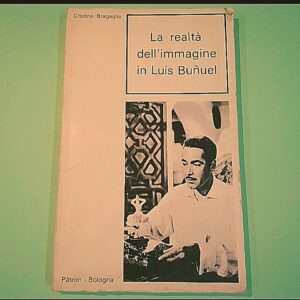 Cristina Bragaglia
La realtà
dell'immagine
in Luis Buñuel
Pàtron - Bologna